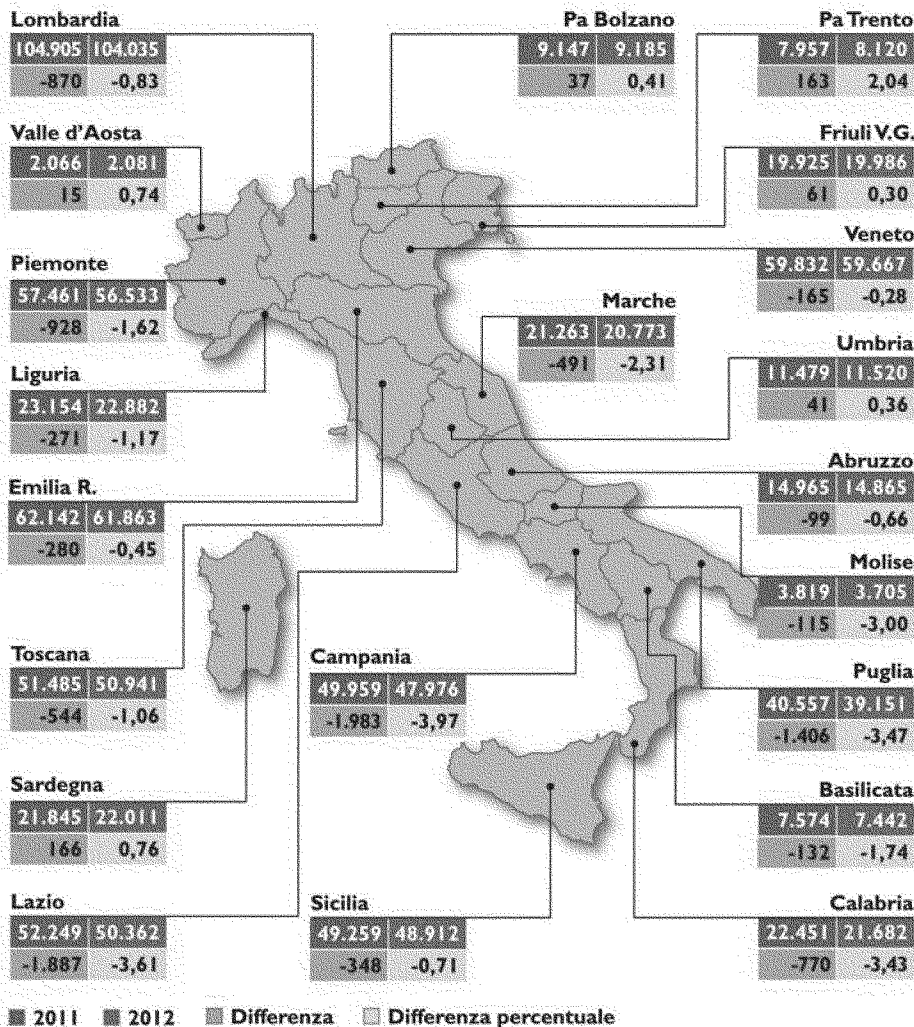 Lombardia
104.905 104.035
-870 -0,83
Pa Bolzano
9.147 9.185
37 0,41
Pa Trento
7.957 8.120
163 2,04
Valle d'Aosta
2.066 2.081
15 0,74
Friuli V.G.
19.925 19.986
61 0,30
Veneto
59.832 59.667
-165 -0,28
Piemonte
57.461 56.533
-928 -1,62
Marche
21.263 20.773
-491 -2,31
Umbria
11.479 11.520
41 0,36
Liguria
23.154 22.882
-271 -1,17
Abruzzo
14.965 14.865
-99 -0,66
Emilia R.
62.142 61.863
-280 -0,45
Molise
3.819 3.705
-115 -3,00
Toscana
51.485 50.941
-544 -1,06
Campania
49.959 47.976
-1.983 -3,97
Puglia
40.557 39.151
-1.406 -3,47
Sardegna
21.845 22.011
166 0,76
Basilicata
7.574 7.442
-132 -1,74
Lazio
52.249 50.362
-1.887 -3,61
Sicilia
49.259 48.912
-348 -0,71
Calabria
22.451 21.682
-770 -3,43
2011 2012 Differenza Differenza percentuale